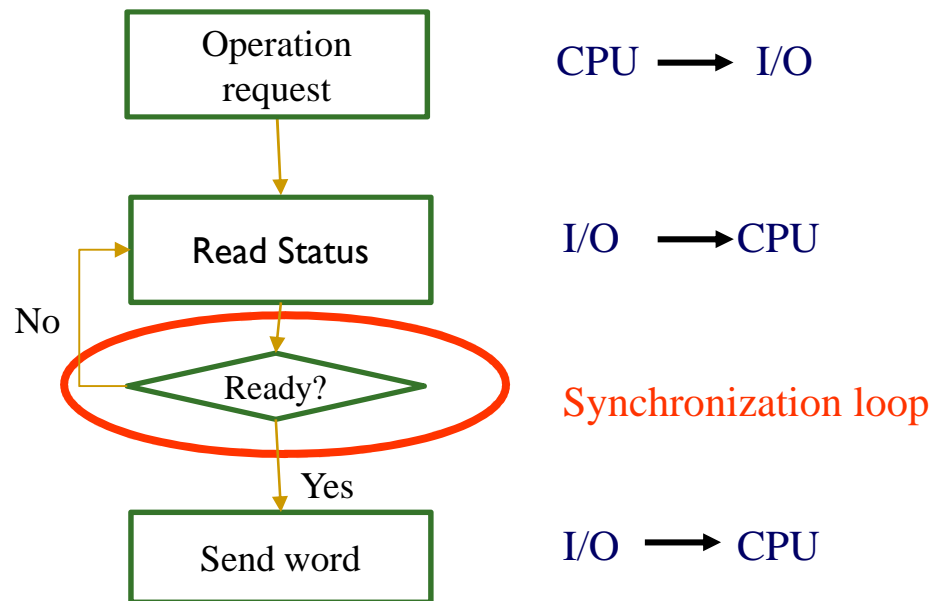 Operation
request
CPU → I/O
Read Status
I/O → CPU
No
Ready?
Synchronization loop
Yes
Send word
I/O → CPU